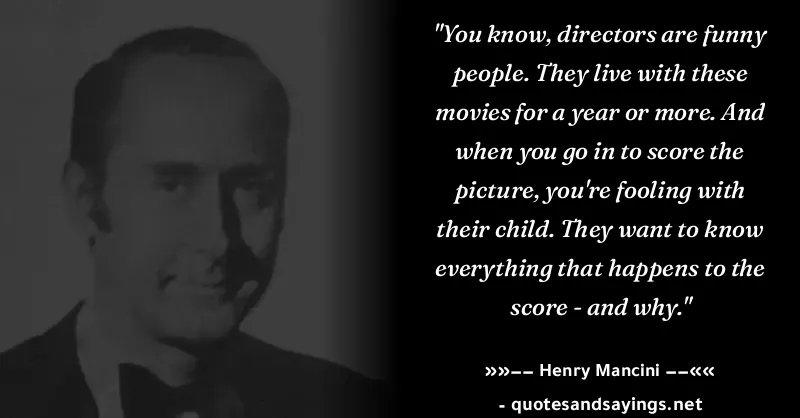 "You know, directors are funny
people. They live with these
movies for a year or more. And
when you go in to score the
picture, you're fooling with
their child. They want to know
everything that happens to the
score - and why."
»»−− Henry Mancini −−««
- quotesandsayings.net